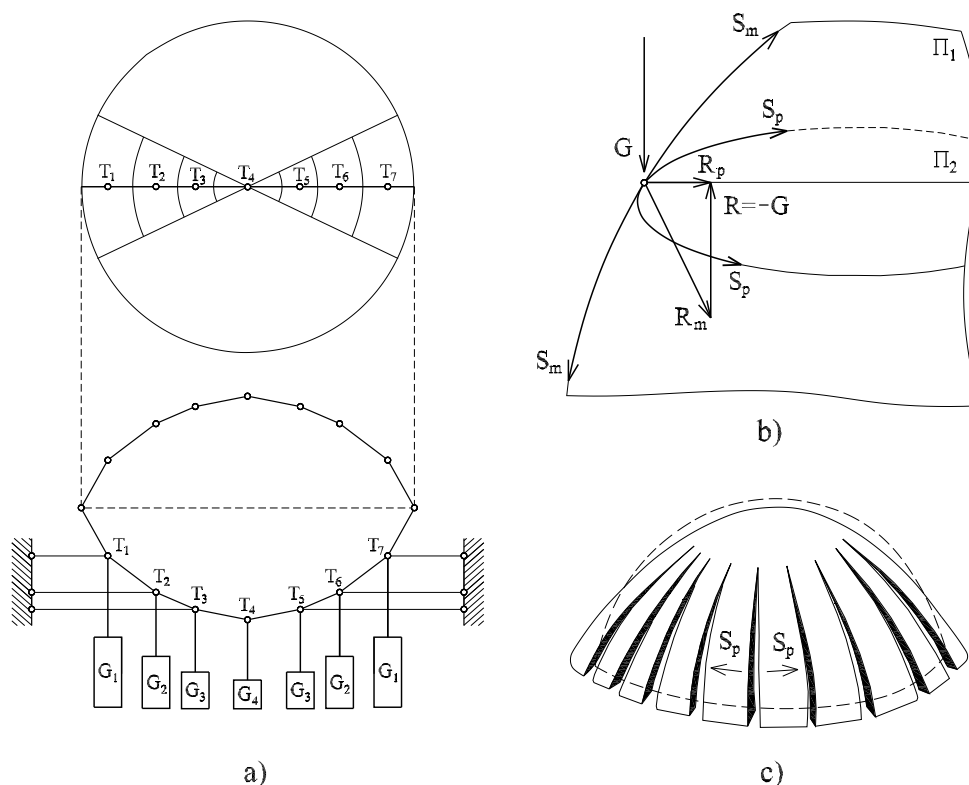 T₁ T₂ T₃ T₄ T₅ T₆ T₇
T₁ T₇
T₂ T₆
T₃ T₄ T₅
G₁ G₂ G₃ G₄ G₃ G₂ G₁
a)
Sₘ
Π₁
Sₚ
G
Rₚ
Π₂
R=-G
Sₚ
Rₘ
Sₘ
b)
Sₚ Sₚ
c)